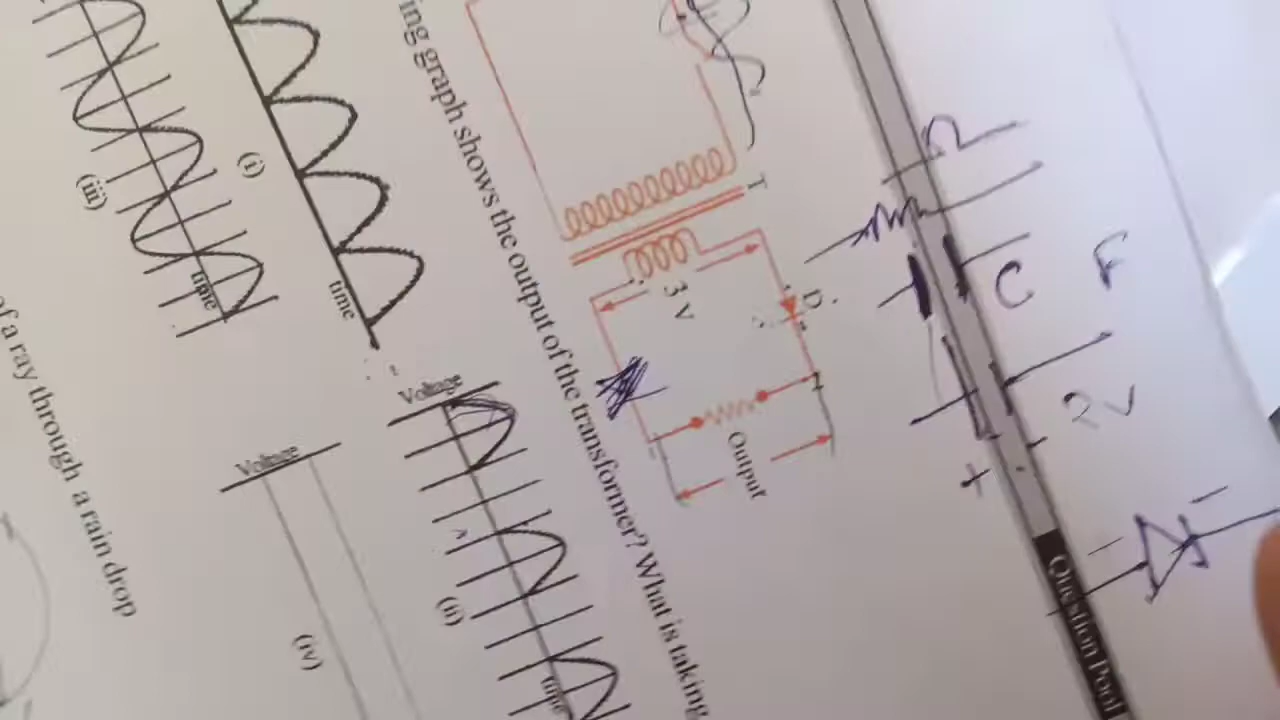 Question Pool
R
C
F
2V
+
T
D
3 V
Output
ing graph shows the output of the transformer? What is taking
time
(i)
Voltage
time
(ii)
time
(iii)
Voltage
(iv)
of a ray through a rain drop